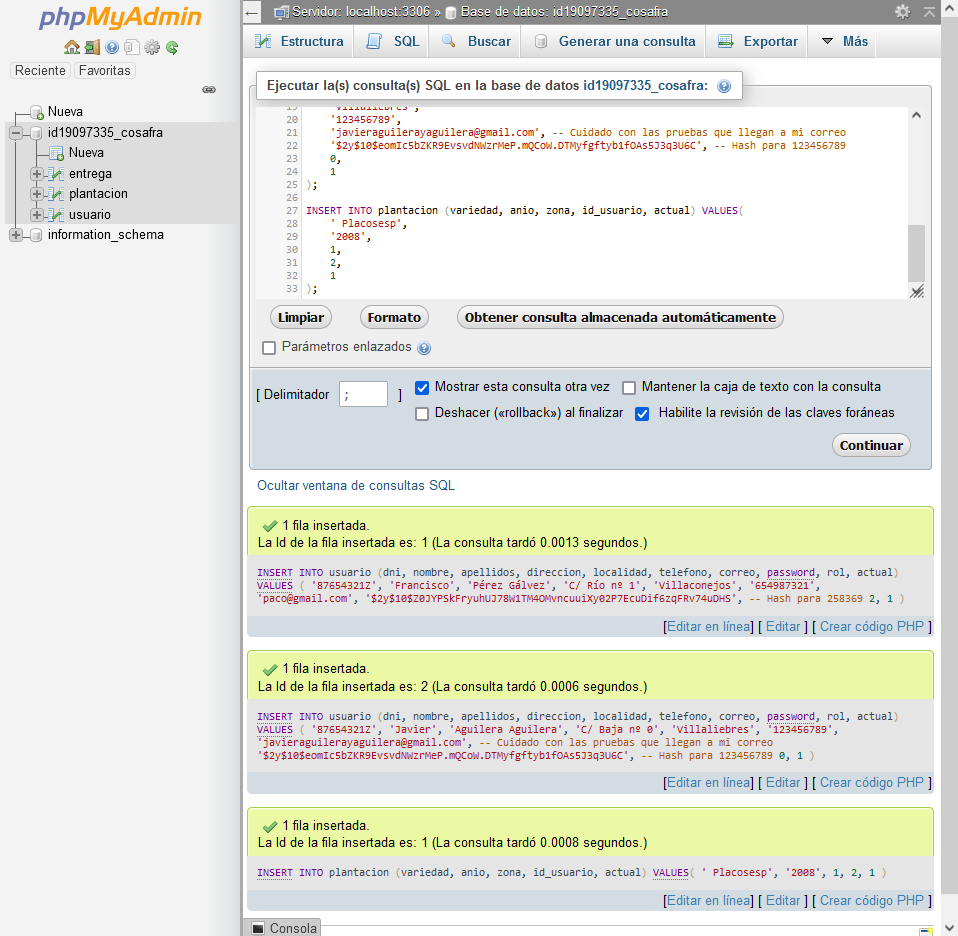 phpMyAdmin
Reciente Favoritas
Nueva
id19097335_cosafra
Nueva
entrega
plantacion
usuario
information_schema
Servidor: localhost:3306 » Base de datos: id19097335_cosafra
Estructura SQL Buscar Generar una consulta Exportar Más
Ejecutar la(s) consulta(s) SQL en la base de datos id19097335_cosafra:
19 'Villaliebres',
20 '123456789',
21 'javieraguilerayaguilera@gmail.com', -- Cuidado con las pruebas que llegan a mi correo
22 '$2y$10$eomIc5bZKR9EvsvdNWzrMeP.mQCoW.DTMyfgftyb1fOAs5J3q3U6C', -- Hash para 123456789
23 0,
24 1
25 );
26
27 INSERT INTO plantacion (variedad, anio, zona, id_usuario, actual) VALUES(
28 ' Placosesp',
29 '2008',
30 1,
31 2,
32 1
33 );
Limpiar Formato Obtener consulta almacenada automáticamente
Parámetros enlazados
[ Delimitador ; ] Mostrar esta consulta otra vez Mantener la caja de texto con la consulta
Deshacer («rollback») al finalizar Habilite la revisión de las claves foráneas
Continuar
Ocultar ventana de consultas SQL
1 fila insertada.
La Id de la fila insertada es: 1 (La consulta tardó 0.0013 segundos.)
INSERT INTO usuario (dni, nombre, apellidos, direccion, localidad, telefono, correo, password, rol, actual)
VALUES ( '87654321Z', 'Francisco', 'Pérez Gálvez', 'C/ Río nº 1', 'Villaconejos', '654987321',
'paco@gmail.com', '$2y$10$Z0JYPSkFryuhUJ78W1TM4OMvncuuiXy02P7EcuDif6zqFRv74uDHS', -- Hash para 258369 2, 1 )
[Editar en línea] [ Editar ] [ Crear código PHP ]
1 fila insertada.
La Id de la fila insertada es: 2 (La consulta tardó 0.0006 segundos.)
INSERT INTO usuario (dni, nombre, apellidos, direccion, localidad, telefono, correo, password, rol, actual)
VALUES ( '87654321Z', 'Javier', 'Aguilera Aguilera', 'C/ Baja nº 0', 'Villaliebres', '123456789',
'javieraguilerayaguilera@gmail.com', -- Cuidado con las pruebas que llegan a mi correo
'$2y$10$eomIc5bZKR9EvsvdNWzrMeP.mQCoW.DTMyfgftyb1fOAs5J3q3U6C', -- Hash para 123456789 0, 1 )
[Editar en línea] [ Editar ] [ Crear código PHP ]
1 fila insertada.
La Id de la fila insertada es: 1 (La consulta tardó 0.0008 segundos.)
INSERT INTO plantacion (variedad, anio, zona, id_usuario, actual) VALUES( ' Placosesp', '2008', 1, 2, 1 )
[Editar en línea] [ Editar ] [ Crear código PHP ]
Consola